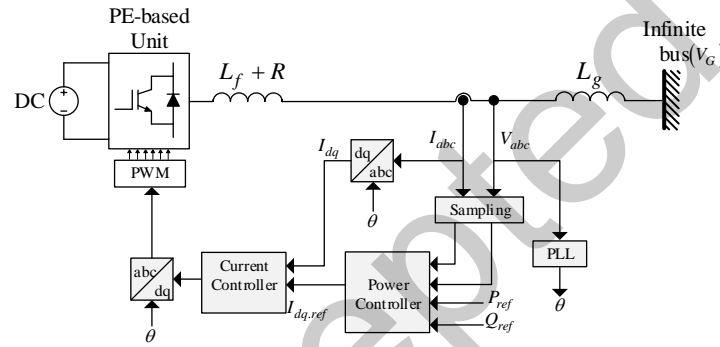 PE-based
Unit
Infinite
bus(V_G)
L_f + R
L_g
DC
I_dq
dq
abc
I_abc
V_abc
PWM
θ
Sampling
abc
dq
Current
Controller
Power
Controller
PLL
I_dq.ref
P_ref
Q_ref
θ
θ
epted